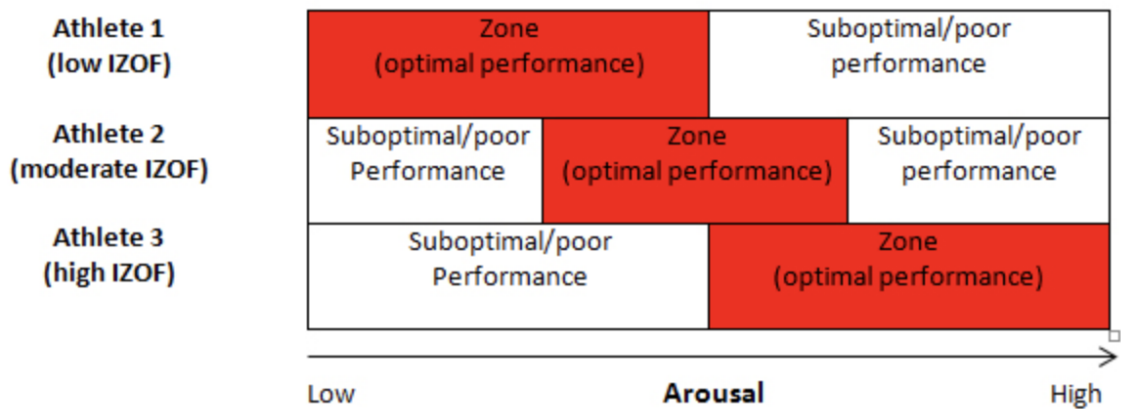 Athlete 1
(low IZOF)
Zone
(optimal performance)
Suboptimal/poor
performance
Athlete 2
(moderate IZOF)
Suboptimal/poor
Performance
Zone
(optimal performance)
Suboptimal/poor
performance
Athlete 3
(high IZOF)
Suboptimal/poor
Performance
Zone
(optimal performance)
Low
Arousal
High